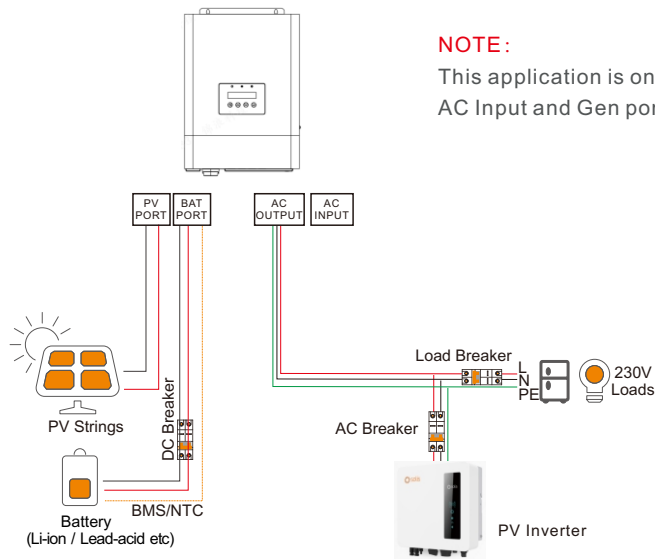 NOTE:
This application is on
AC Input and Gen por
PV
PORT
BAT
PORT
AC
OUTPUT
AC
INPUT
Load Breaker
L
N
PE
230V
Loads
AC Breaker
DC Breaker
PV Strings
BMS/NTC
Battery
(Li-ion / Lead-acid etc)
PV Inverter